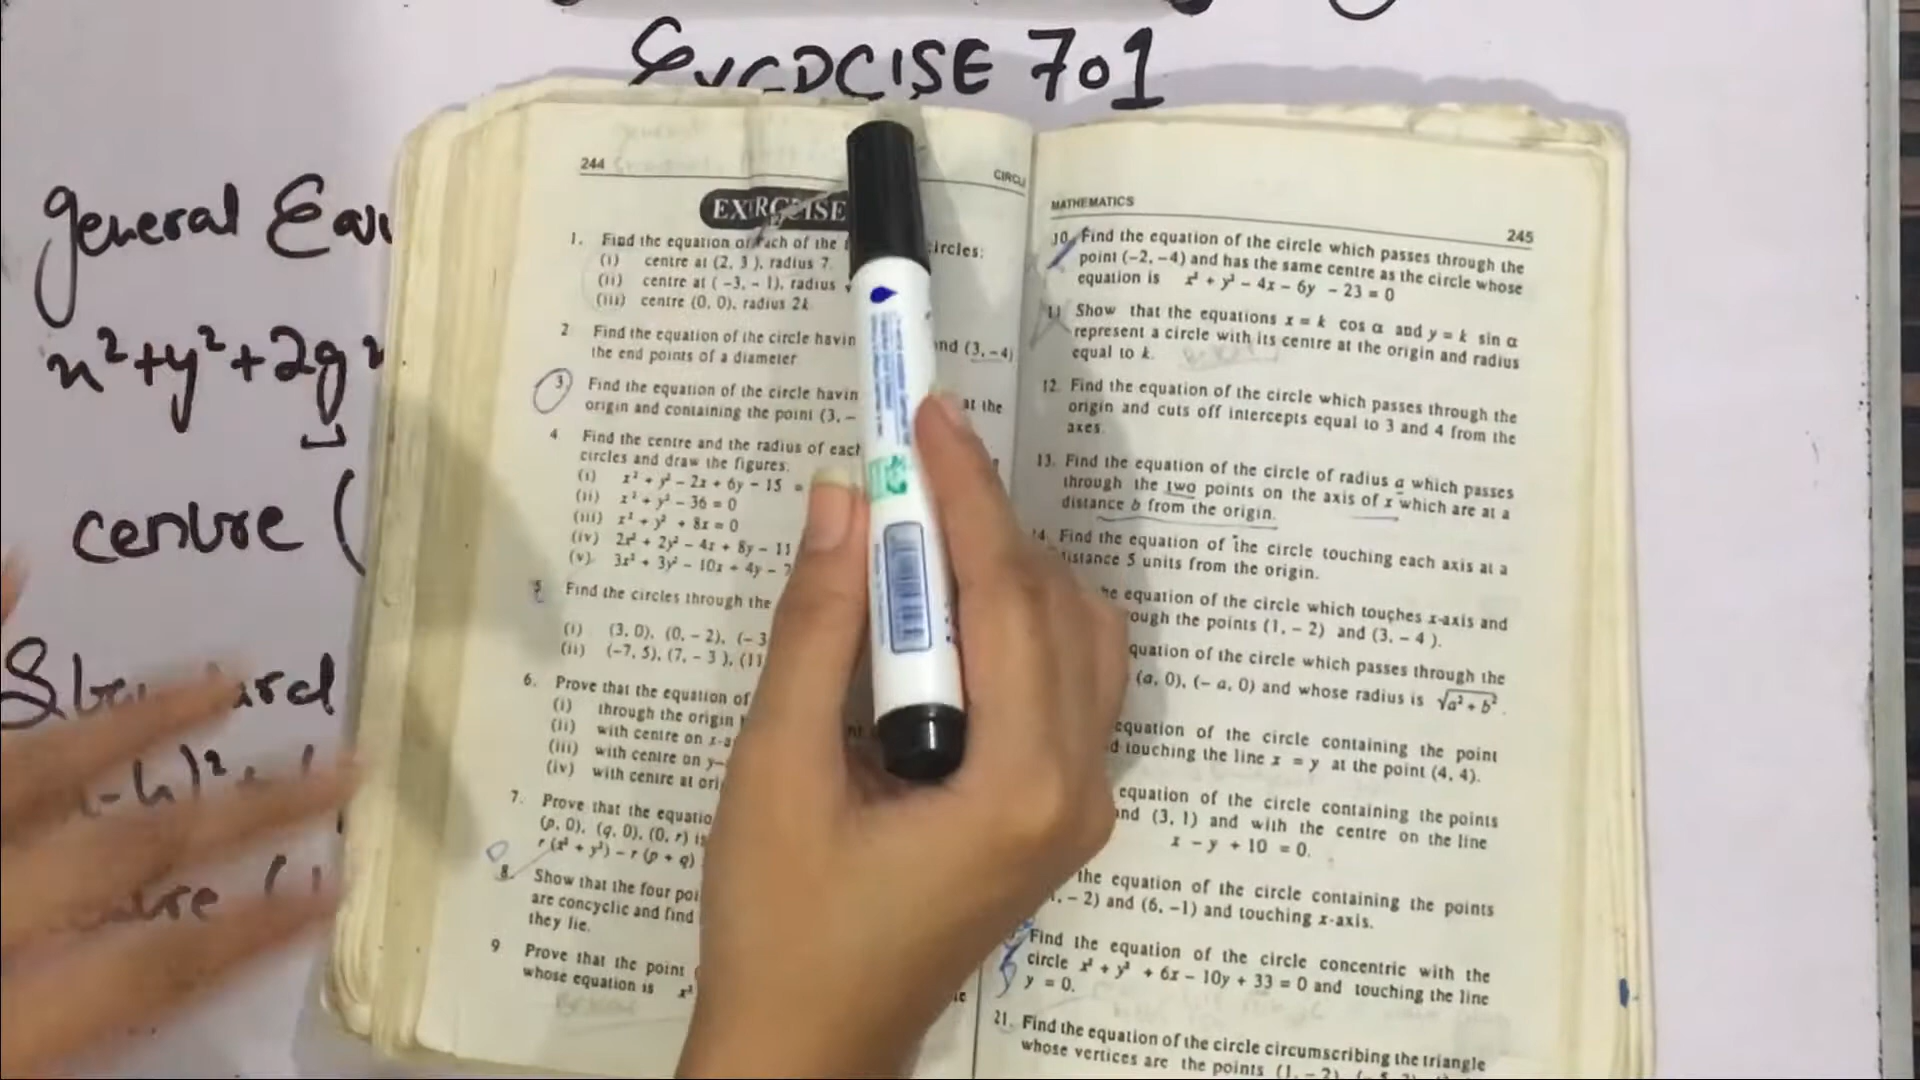 EXERCISE 7.1
general
x² + y² + 2g
centre (
Standard
-h)² +
244
CIRCLE
EXERCISE
1. Find the equation of each of the
circles:
(i) centre at (2, 3 ), radius 7.
(ii) centre at ( -3, - 1), radius
(iii) centre (0, 0), radius 2k
2 Find the equation of the circle havin
nd (3, -4)
the end points of a diameter
3 Find the equation of the circle havin
at the
origin and containing the point (3, -
4 Find the centre and the radius of each
circles and draw the figures.
(i) x² + y² - 2x + 6y - 15 =
(ii) x² + y² - 36 = 0
(iii) x² + y² + 8x = 0
(iv) 2x² + 2y² - 4x + 8y - 11
(v) 3x² + 3y² - 10x + 4y - 7
5 Find the circles through the
(i) (3, 0), (0, - 2), (- 3
(ii) (-7, 5), (7, - 3 ), (11
6. Prove that the equation of
(i) through the origin
(ii) with centre on x-a
(iii) with centre on y-
(iv) with centre at ori
7. Prove that the equatio
(p, 0), (q, 0), (0, r) is
r (x² + y²) - r (p + q)
8. Show that the four poi
are concyclic and find
they lie.
9 Prove that the point (
whose equation is x²
MATHEMATICS
245
10. Find the equation of the circle which passes through the
point (-2, -4) and has the same centre as the circle whose
equation is x² + y² - 4x - 6y - 23 = 0
11 Show that the equations x = k cos α and y = k sin α
represent a circle with its centre at the origin and radius
equal to k.
12. Find the equation of the circle which passes through the
origin and cuts off intercepts equal to 3 and 4 from the
axes.
13. Find the equation of the circle of radius a which passes
through the two points on the axis of x which are at a
distance b from the origin.
14. Find the equation of the circle touching each axis at a
distance 5 units from the origin.
he equation of the circle which touches x-axis and
rough the points (1, - 2) and (3, - 4 ).
quation of the circle which passes through the
(a, 0), (- a, 0) and whose radius is √a² + b² .
equation of the circle containing the point
d touching the line x = y at the point (4, 4).
equation of the circle containing the points
and (3, 1) and with the centre on the line
x - y + 10 = 0.
the equation of the circle containing the points
, - 2) and (6, -1) and touching x-axis.
Find the equation of the circle concentric with the
circle x² + y² + 6x - 10y + 33 = 0 and touching the line
y = 0.
21. Find the equation of the circle circumscribing the triangle
whose vertices are the points (1, - 2),